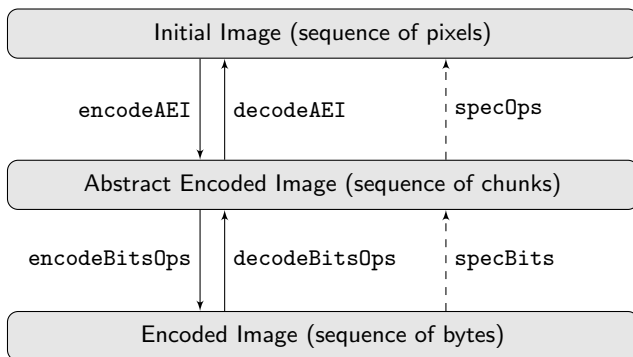 Initial Image (sequence of pixels)
encodeAEI decodeAEI specOps
Abstract Encoded Image (sequence of chunks)
encodeBitsOps decodeBitsOps specBits
Encoded Image (sequence of bytes)